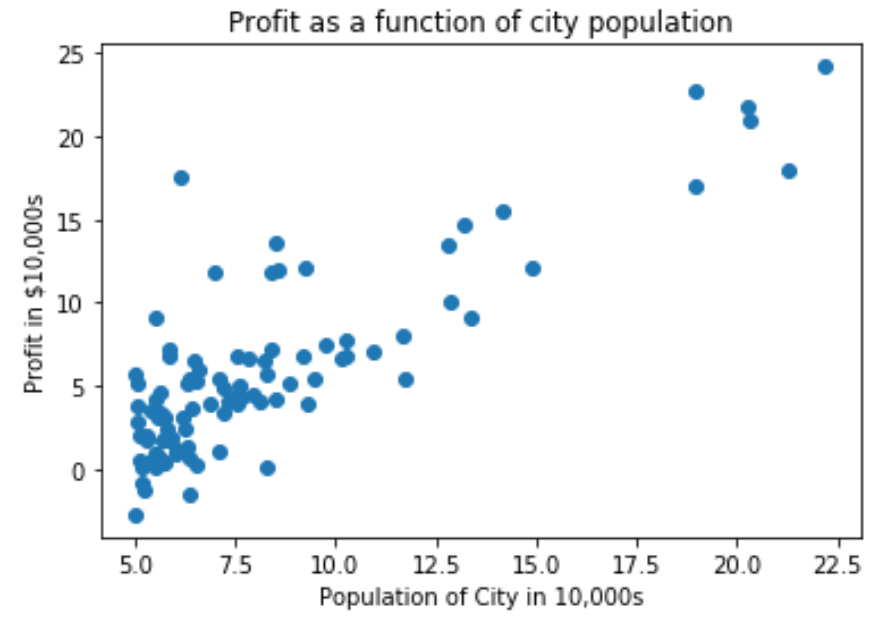 Profit as a function of city population
25
20
15
10
5
0
Profit in $10,000s
5.0 7.5 10.0 12.5 15.0 17.5 20.0 22.5
Population of City in 10,000s